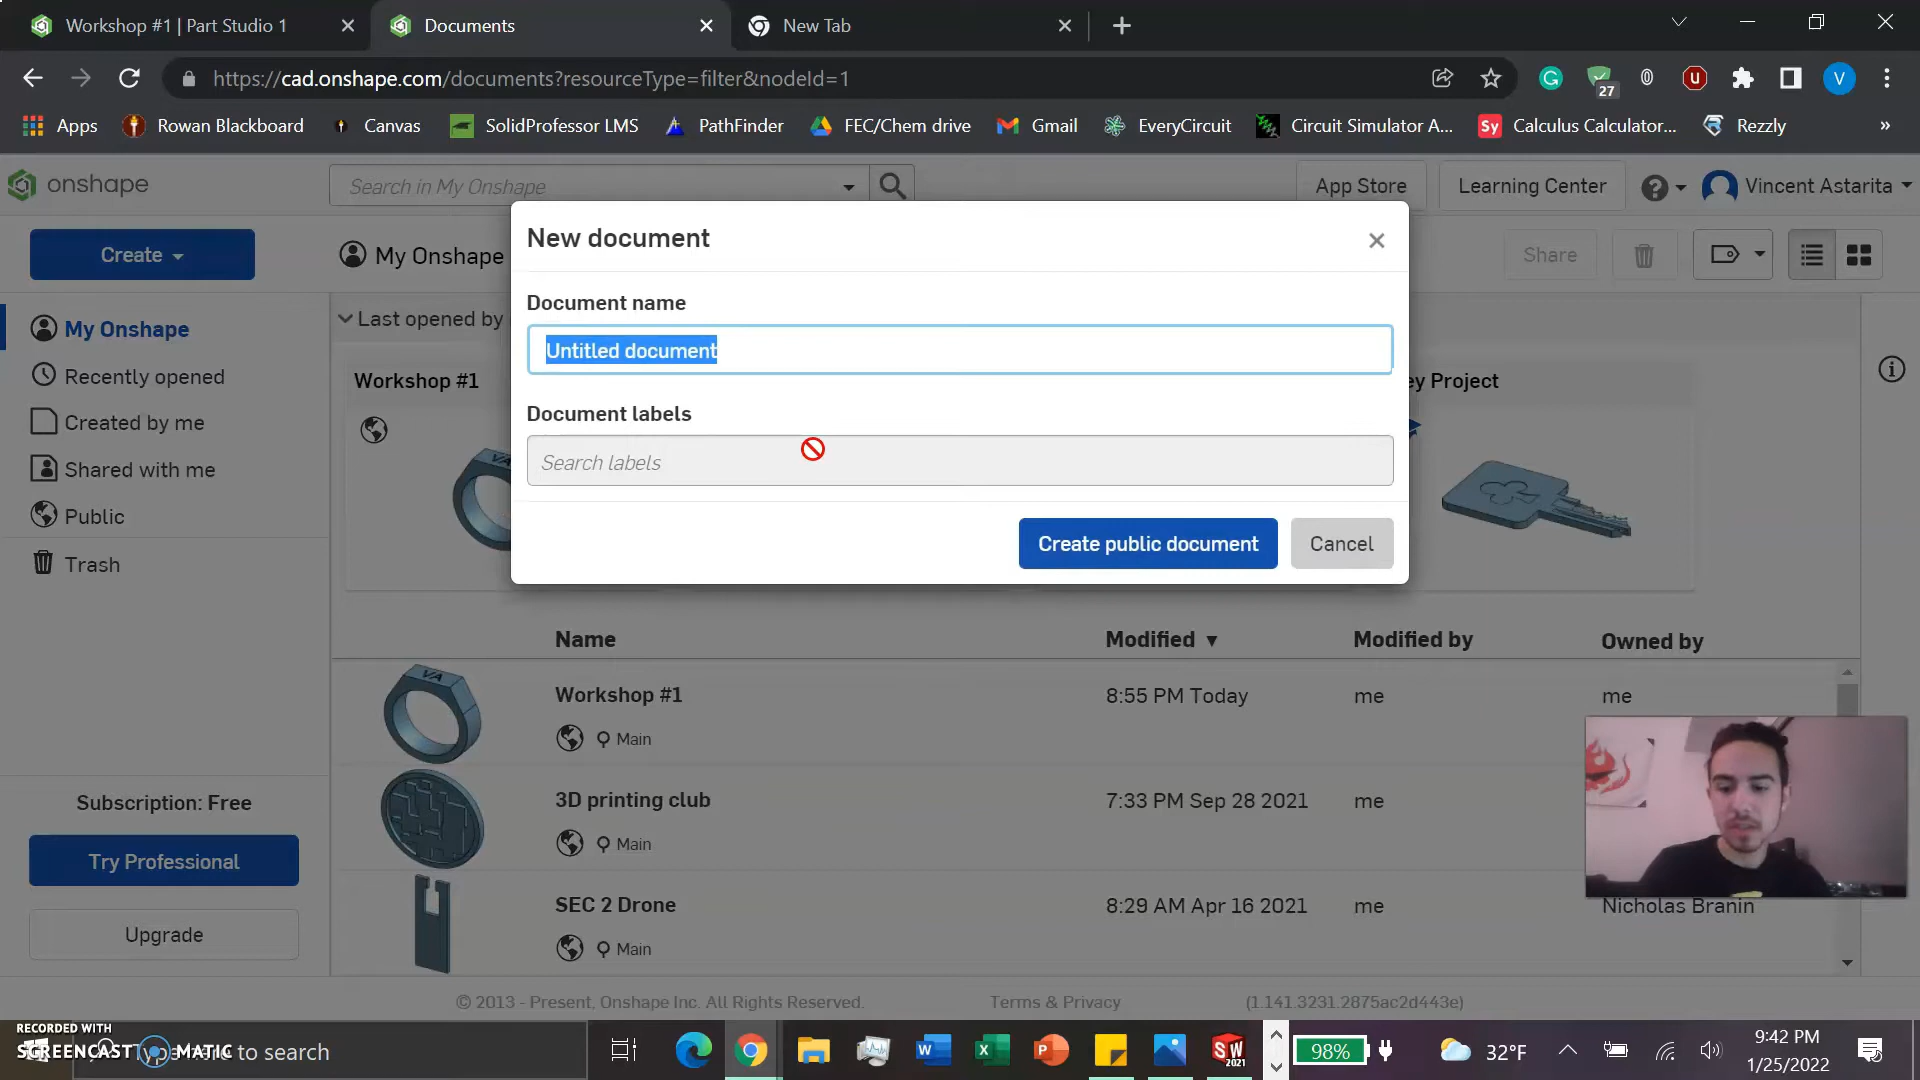 Workshop #1 | Part Studio 1
Documents
New Tab
https://cad.onshape.com/documents?resourceType=filter&nodeId=1
27
V
Apps
Rowan Blackboard
Canvas
SolidProfessor LMS
PathFinder
FEC/Chem drive
Gmail
EveryCircuit
Circuit Simulator A...
Sy
Calculus Calculator...
Rezzly
»
onshape
Search in My Onshape
App Store
Learning Center
Vincent Astarita
Create
My Onshape
New document
Share
Document name
Untitled document
Document labels
Search labels
Create public document
Cancel
My Onshape
Recently opened
Created by me
Shared with me
Public
Trash
Last opened by
Workshop #1
ey Project
Name
Modified
Modified by
Owned by
Workshop #1
8:55 PM Today
me
me
Main
3D printing club
7:33 PM Sep 28 2021
me
Main
SEC 2 Drone
8:29 AM Apr 16 2021
me
Nicholas Branin
Main
Subscription: Free
Try Professional
Upgrade
© 2013 - Present, Onshape Inc. All Rights Reserved.
Terms & Privacy
(1.141.3231.2875ac2d443e)
RECORDED WITH
SCREENCAST MATIC
Type here to search
SW
2021
98%
32°F
9:42 PM
1/25/2022